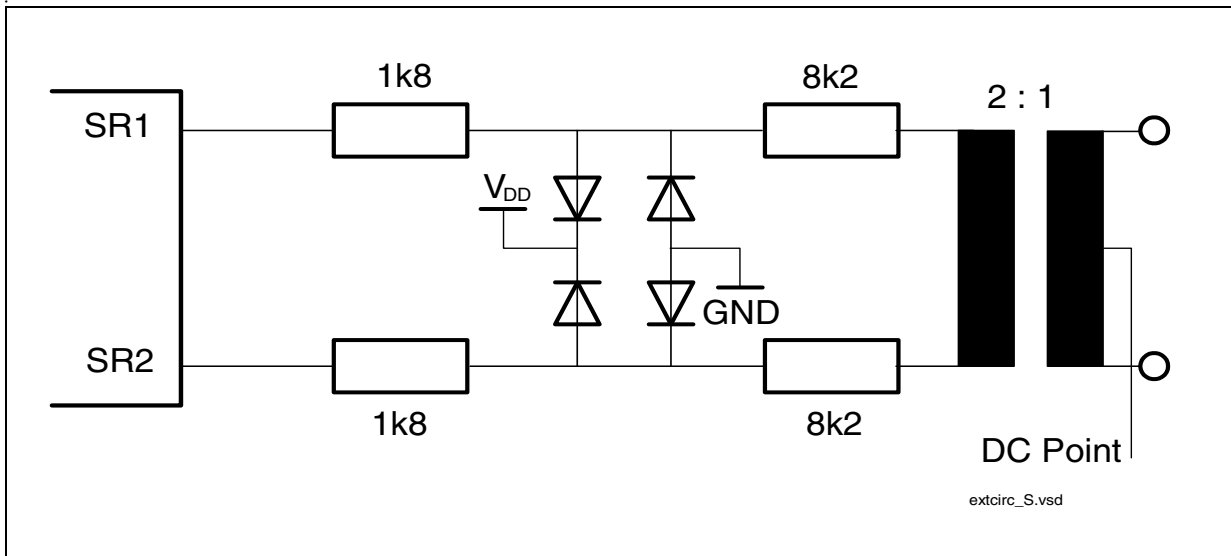 1k8
8k2
2 : 1
SR1
VDD
GND
SR2
1k8
8k2
DC Point
extcirc_S.vsd